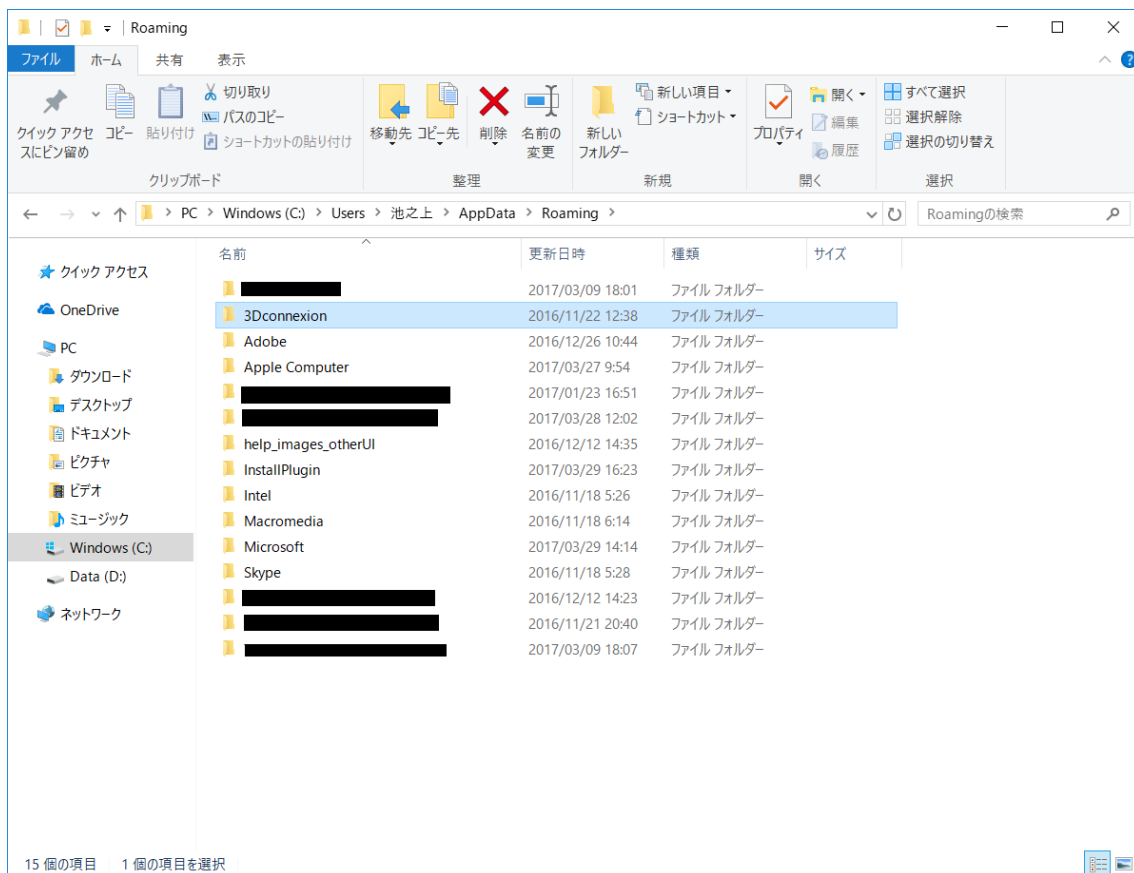 Roaming
ファイル ホーム 共有 表示
クイック アクセスにピン留め
コピー
貼り付け
切り取り
パスのコピー
ショートカットの貼り付け
クリップボード
移動先
コピー先
削除
名前の変更
整理
新しいフォルダー
新しい項目
ショートカット
新規
プロパティ
開く
編集
履歴
開く
すべて選択
選択解除
選択の切り替え
選択
PC > Windows (C:) > Users > 池之上 > AppData > Roaming >
Roamingの検索
クイック アクセス
OneDrive
PC
ダウンロード
デスクトップ
ドキュメント
ピクチャ
ビデオ
ミュージック
Windows (C:)
Data (D:)
ネットワーク
名前 更新日時 種類 サイズ
2017/03/09 18:01 ファイル フォルダー
3Dconnexion 2016/11/22 12:38 ファイル フォルダー
Adobe 2016/12/26 10:44 ファイル フォルダー
Apple Computer 2017/03/27 9:54 ファイル フォルダー
2017/01/23 16:51 ファイル フォルダー
2017/03/28 12:02 ファイル フォルダー
help_images_otherUI 2016/12/12 14:35 ファイル フォルダー
InstallPlugin 2017/03/29 16:23 ファイル フォルダー
Intel 2016/11/18 5:26 ファイル フォルダー
Macromedia 2016/11/18 6:14 ファイル フォルダー
Microsoft 2017/03/29 14:14 ファイル フォルダー
Skype 2016/11/18 5:28 ファイル フォルダー
2016/12/12 14:23 ファイル フォルダー
2016/11/21 20:40 ファイル フォルダー
2017/03/09 18:07 ファイル フォルダー
15 個の項目 1 個の項目を選択